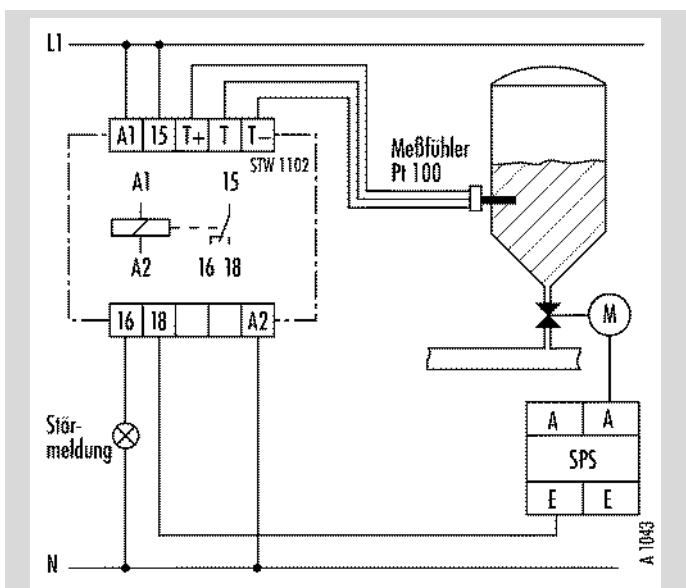 L1
A1 15 T+ T T–
STW 1102
Meßfühler
Pt 100
A1 15
A2 16 18
16 18 A2
M
Stör-
meldung
A A
SPS
E E
N
A 1043